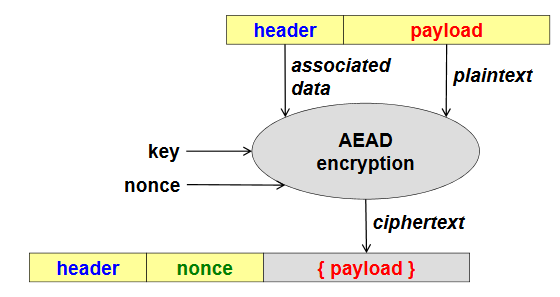 header payload
associated
data
plaintext
AEAD
encryption
key
nonce
ciphertext
header nonce { payload }